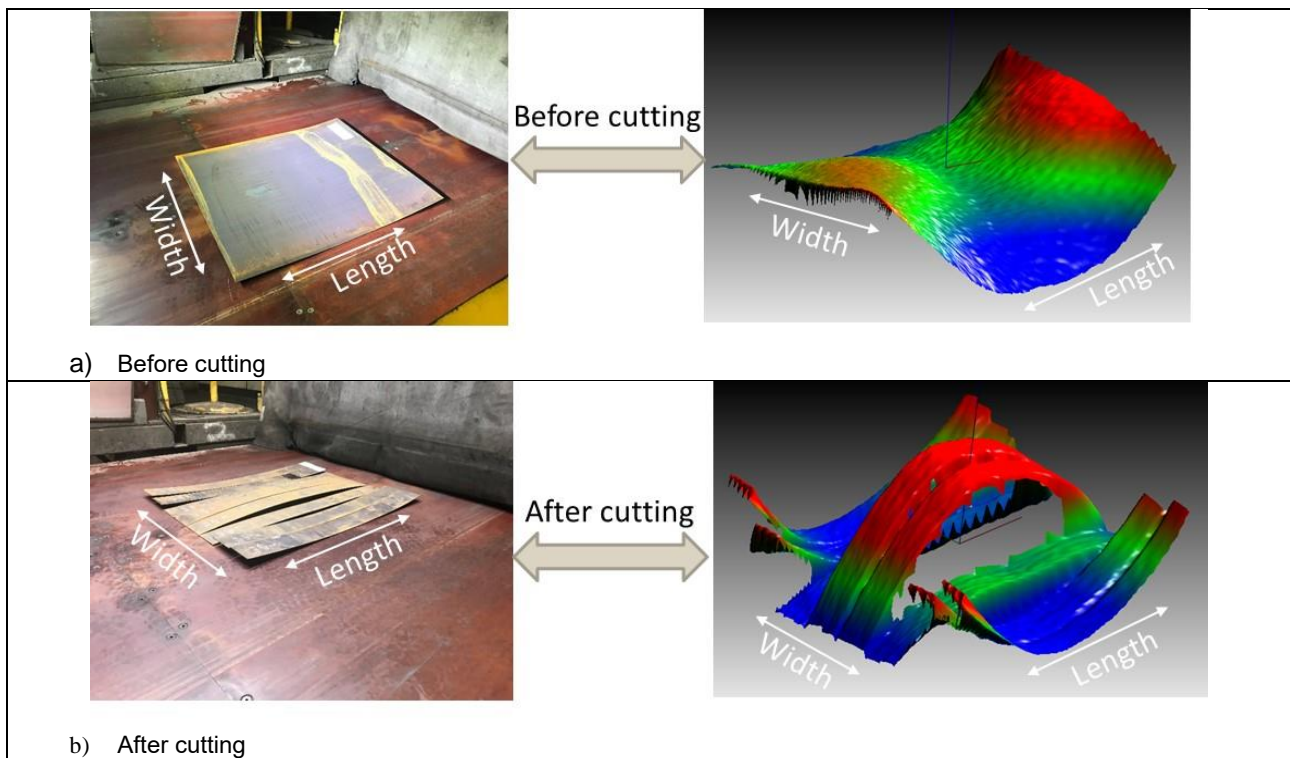 Before cutting
Width
Length
Width
Length
a) Before cutting
After cutting
Width
Length
Width
Length
b) After cutting